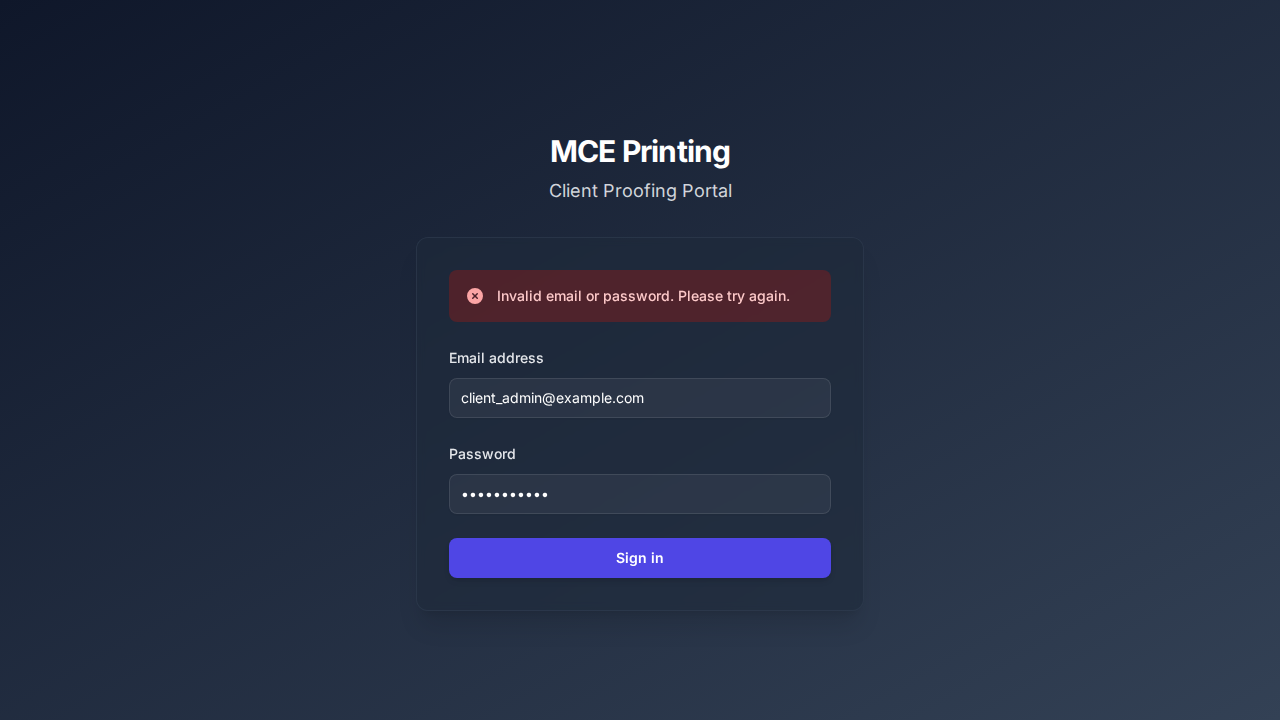 MCE Printing
Client Proofing Portal
Invalid email or password. Please try again.
Email address
client_admin@example.com
Password
•••••••••••
Sign in